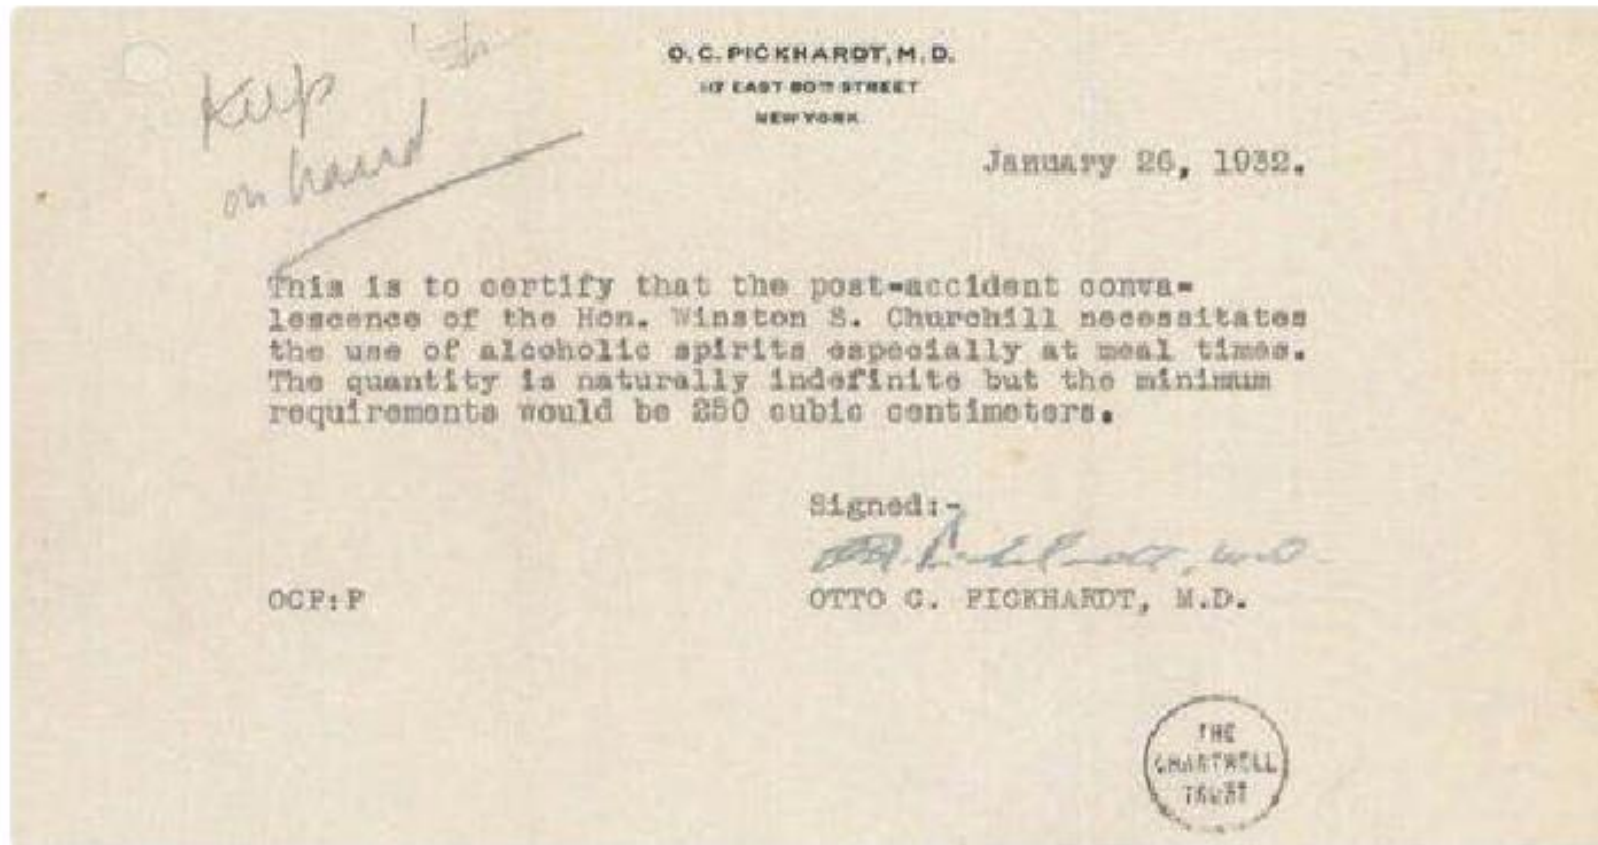 Keep
on hand
O. C. PICKHARDT, M. D.
117 EAST 80TH STREET
NEW YORK
January 26, 1932.
This is to certify that the post-accident conva-
lescence of the Hon. Winston S. Churchill necessitates
the use of alcoholic spirits especially at meal times.
The quantity is naturally indefinite but the minimum
requirements would be 250 cubic centimeters.
Signed:-
OCP:P
OTTO C. PICKHARDT, M.D.
THE
CHARTWELL
TRUST